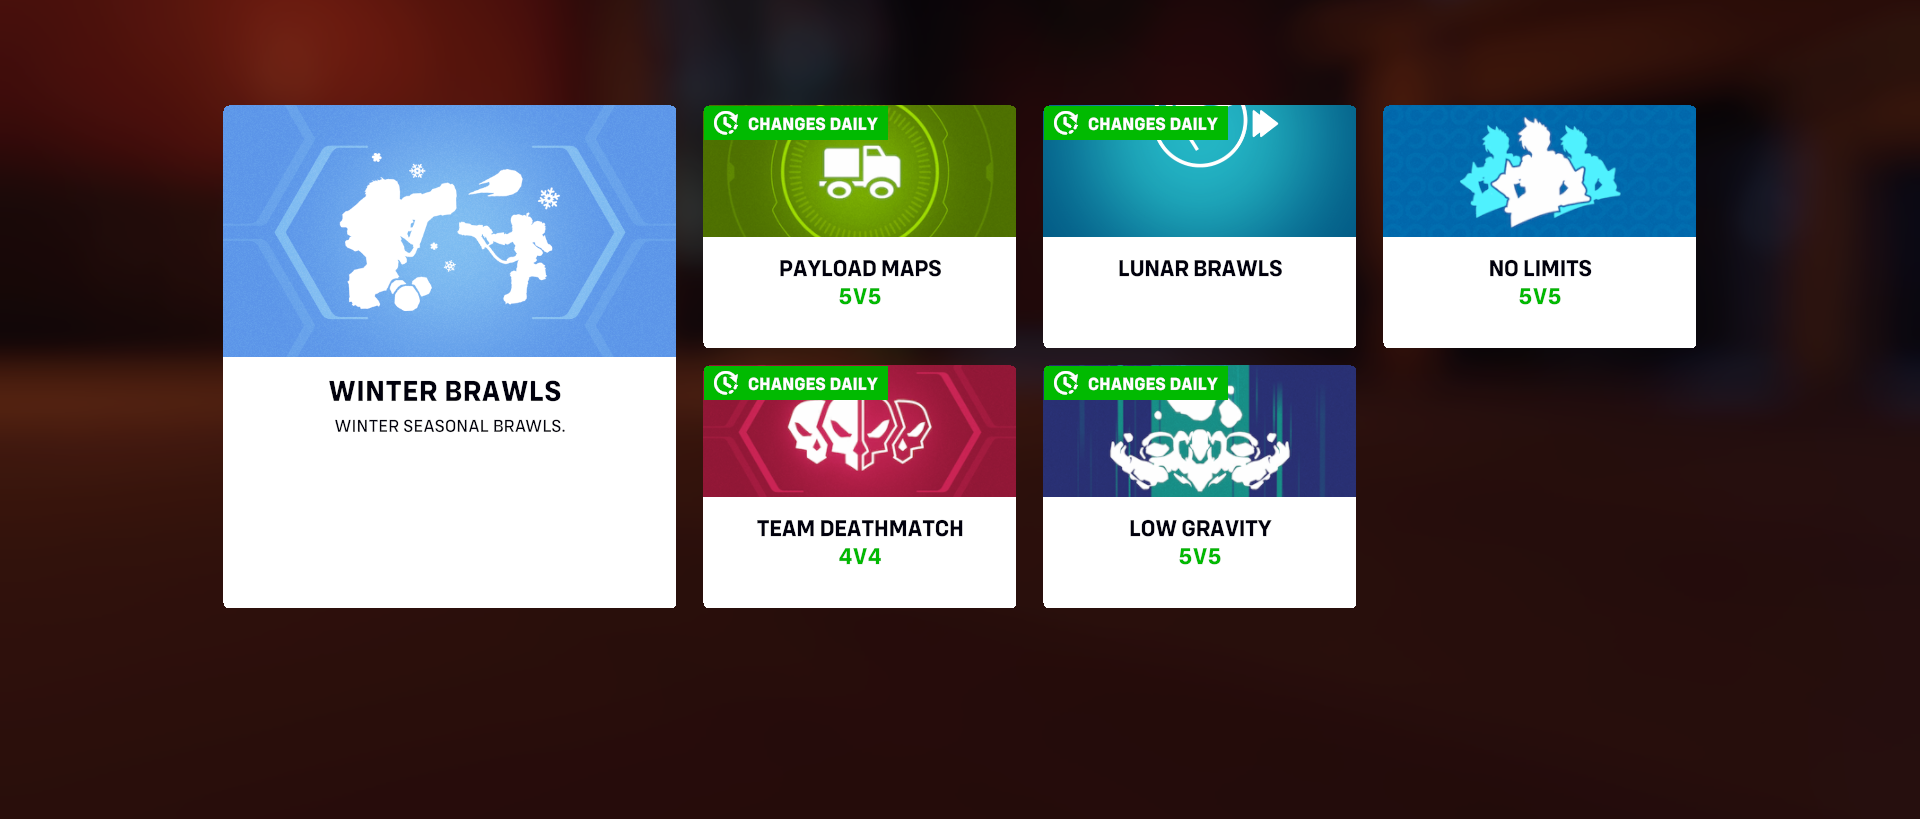 WINTER BRAWLS
WINTER SEASONAL BRAWLS.
CHANGES DAILY
PAYLOAD MAPS
5V5
CHANGES DAILY
LUNAR BRAWLS
NO LIMITS
5V5
CHANGES DAILY
TEAM DEATHMATCH
4V4
CHANGES DAILY
LOW GRAVITY
5V5